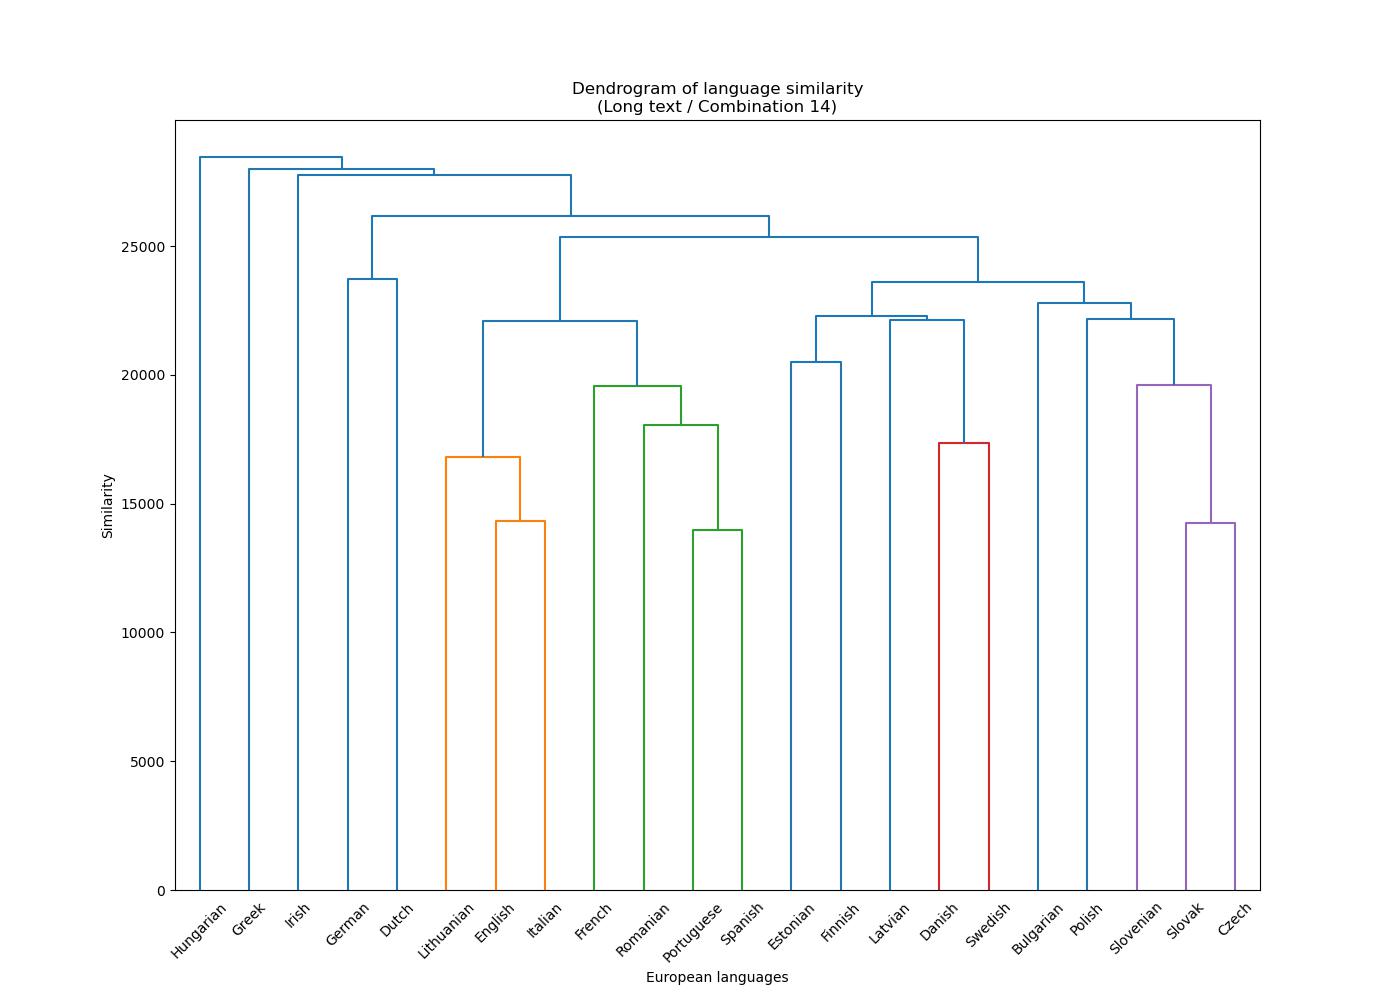 Dendrogram of language similarity
(Long text / Combination 14)
25000
20000
15000
10000
5000
0
Similarity
Hungarian
Greek
Irish
German
Dutch
Lithuanian
English
Italian
French
Romanian
Portuguese
Spanish
Estonian
Finnish
Latvian
Danish
Swedish
Bulgarian
Polish
Slovenian
Slovak
Czech
European languages